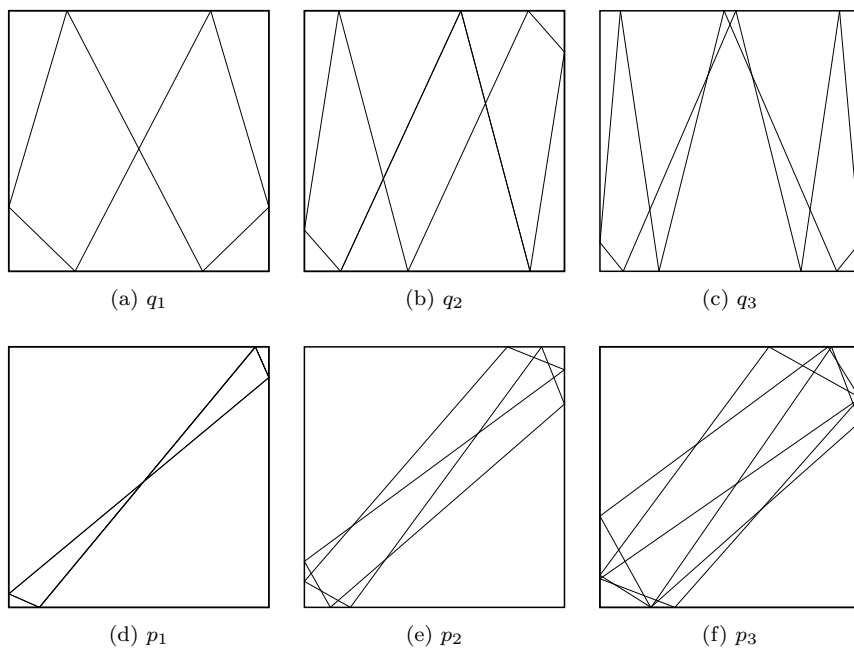 (a) q₁ (b) q₂ (c) q₃
(d) p₁ (e) p₂ (f) p₃